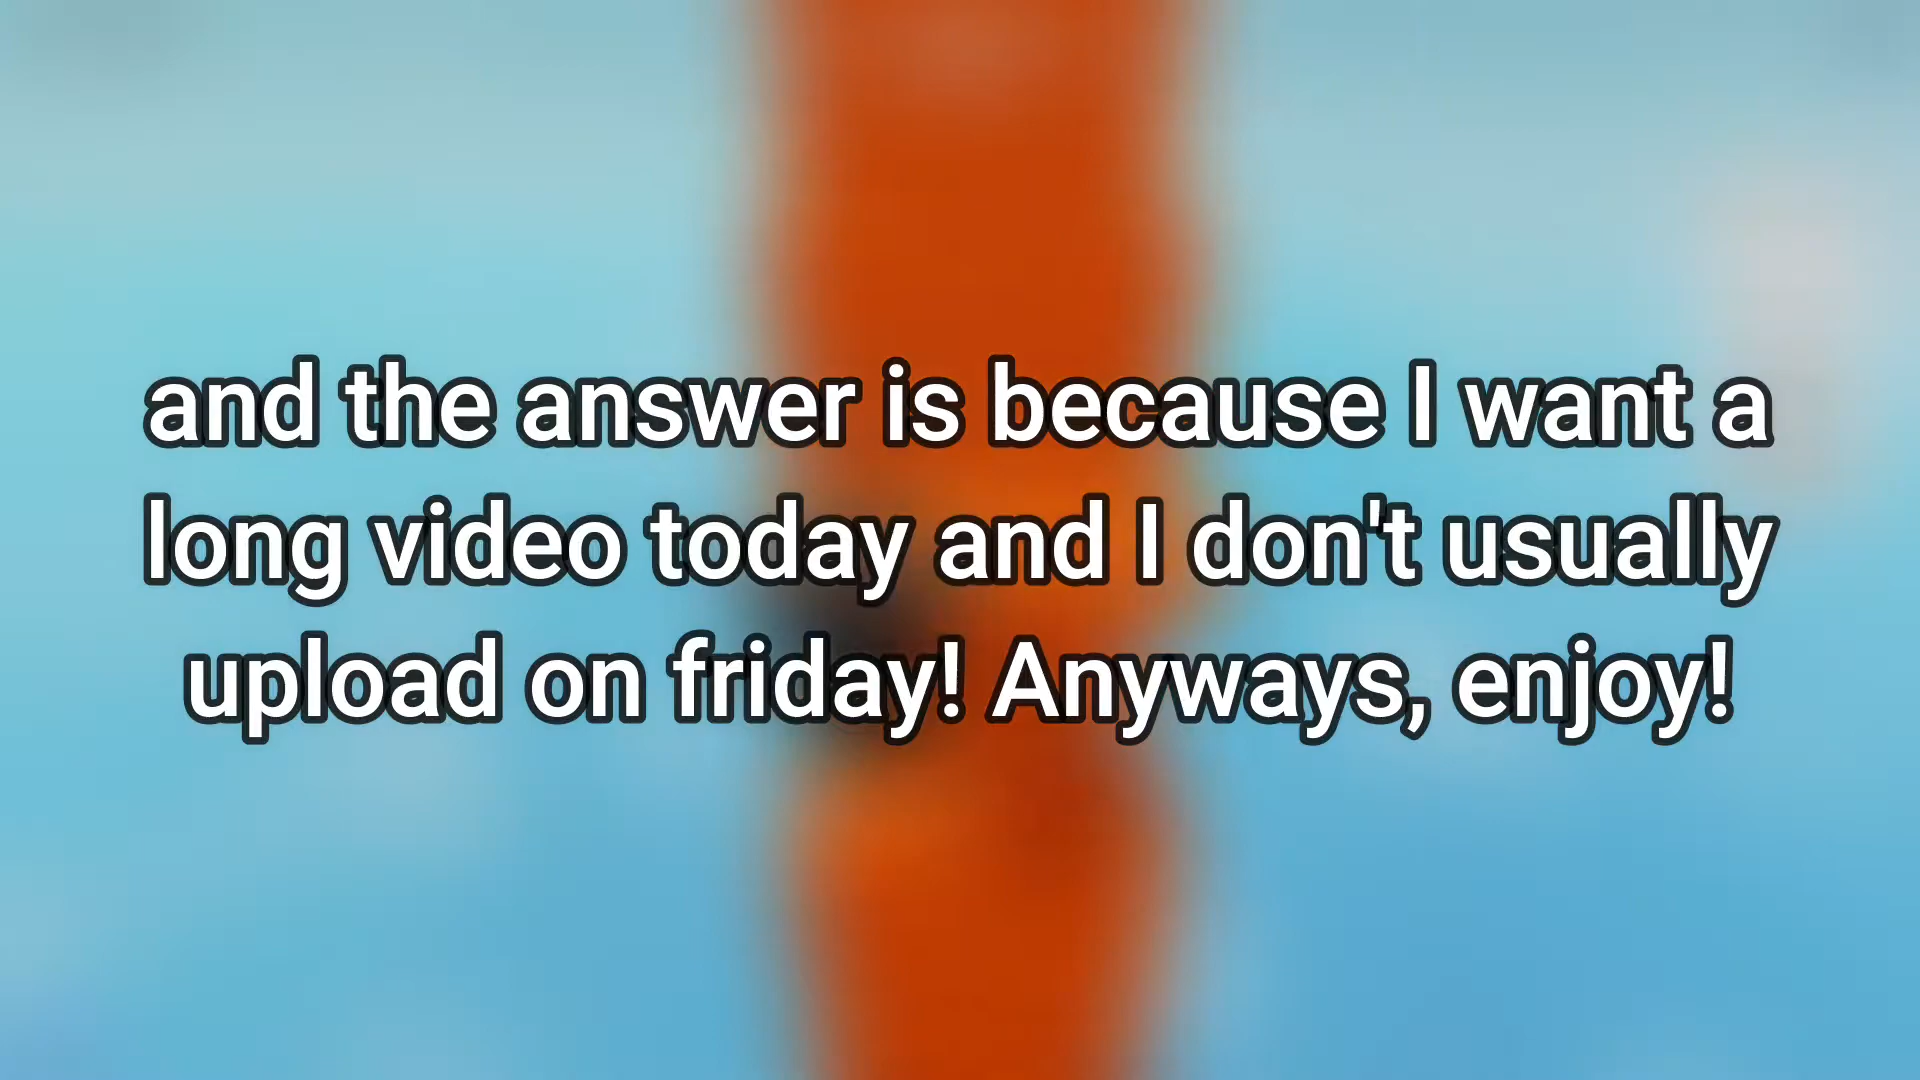 and the answer is because I want a
long video today and I don't usually
upload on friday! Anyways, enjoy!